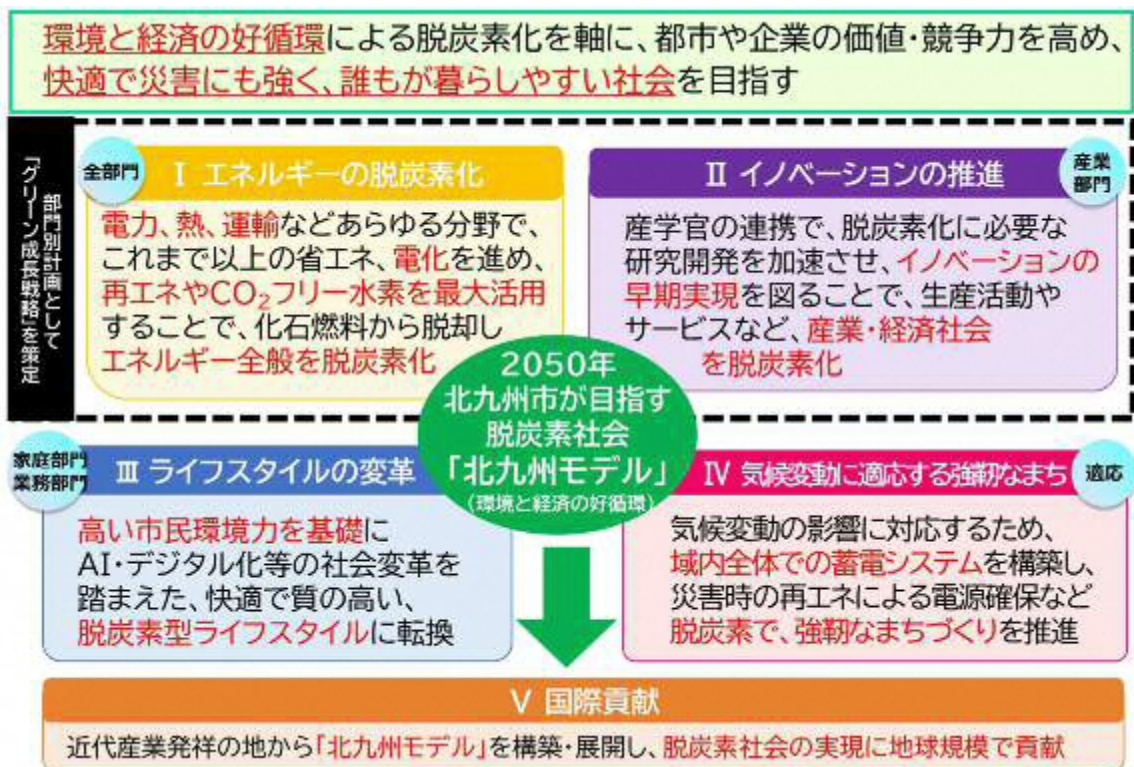 環境と経済の好循環による脱炭素化を軸に、都市や企業の価値・競争力を高め、
快適で災害にも強く、誰もが暮らしやすい社会を目指す
部門別計画として
「グリーン成長戦略」を策定
全部門
Ⅰ エネルギーの脱炭素化
電力、熱、運輸などあらゆる分野で、
これまで以上の省エネ、電化を進め、
再エネやCO₂フリー水素を最大活用
することで、化石燃料から脱却し
エネルギー全般を脱炭素化
Ⅱ イノベーションの推進
産業
部門
産学官の連携で、脱炭素化に必要な
研究開発を加速させ、イノベーションの
早期実現を図ることで、生産活動や
サービスなど、産業・経済社会
を脱炭素化
2050年
北九州市が目指す
脱炭素社会
「北九州モデル」
(環境と経済の好循環)
家庭部門
業務部門
Ⅲ ライフスタイルの変革
高い市民環境力を基礎に
AI・デジタル化等の社会変革を
踏まえた、快適で質の高い、
脱炭素型ライフスタイルに転換
Ⅳ 気候変動に適応する強靭なまち
適応
気候変動の影響に対応するため、
域内全体での蓄電システムを構築し、
災害時の再エネによる電源確保など
脱炭素で、強靭なまちづくりを推進
Ⅴ 国際貢献
近代産業発祥の地から「北九州モデル」を構築・展開し、脱炭素社会の実現に地球規模で貢献